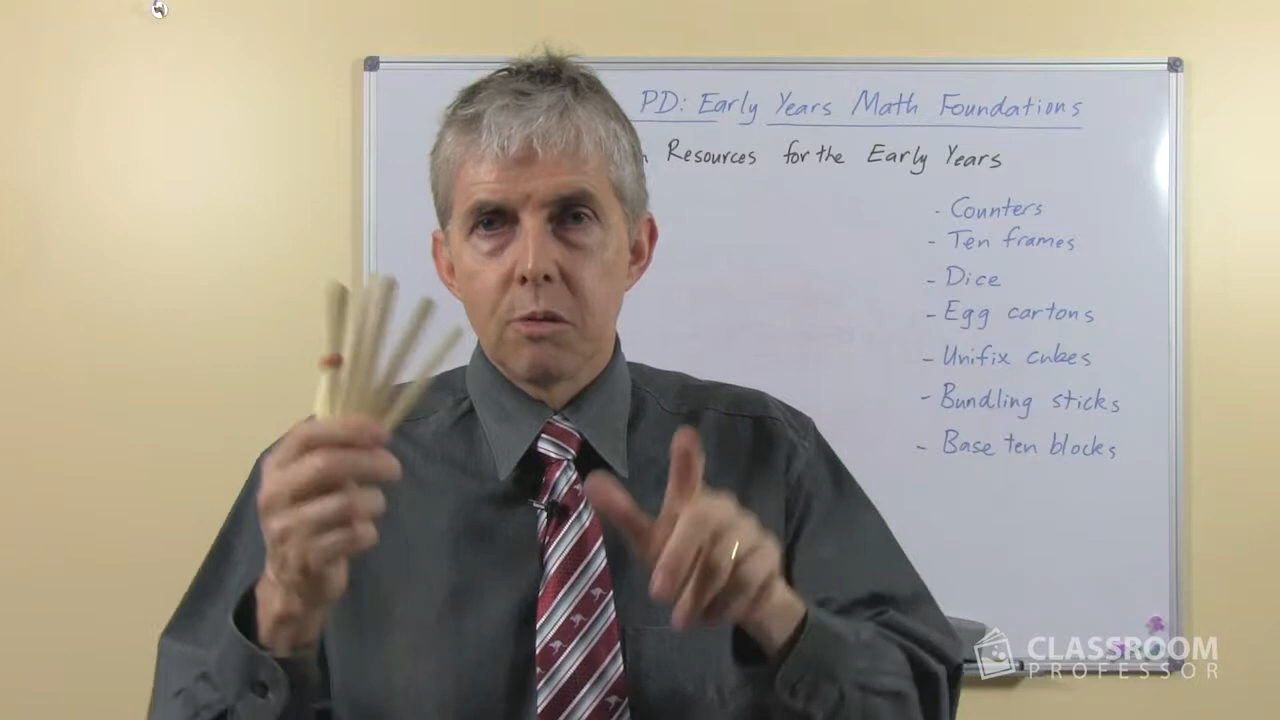 PD: Early Years Math Foundations
Resources for the Early Years
- Counters
- Ten frames
- Dice
- Egg cartons
- Unifix cubes
- Bundling sticks
- Base ten blocks
CLASSROOM
PROFESSOR